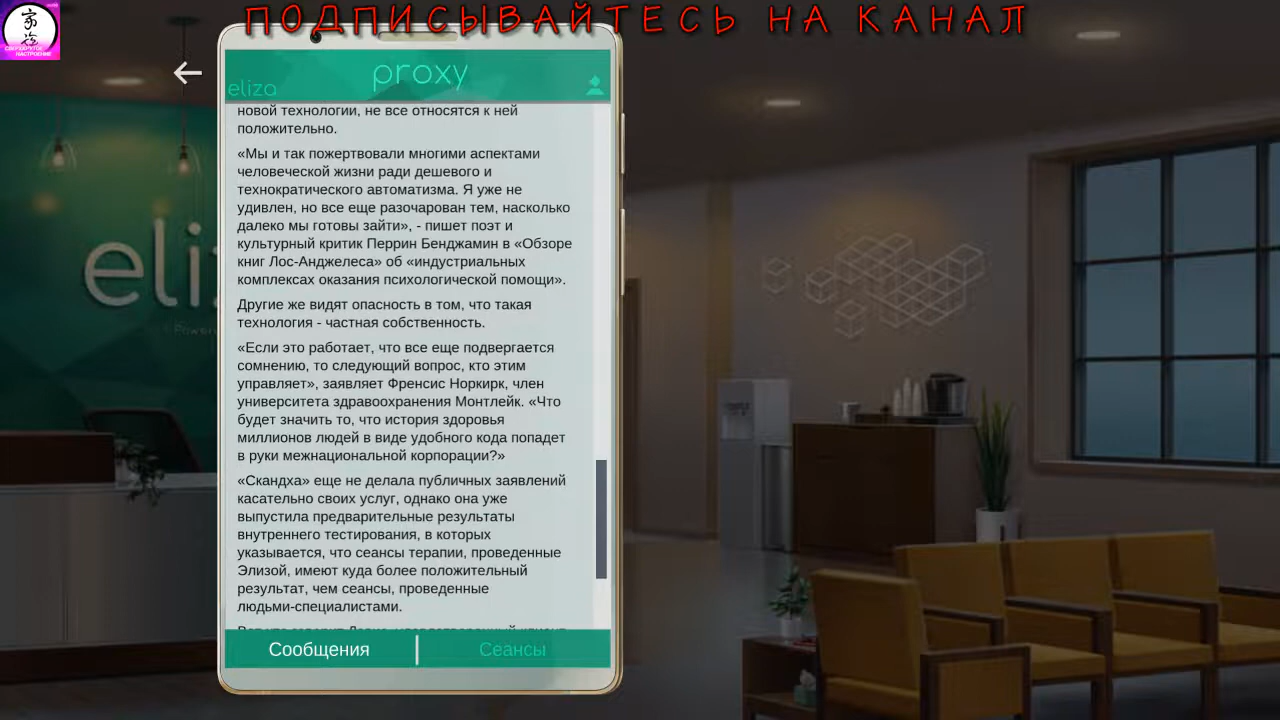 ПОДПИСЫВАЙТЕСЬ НА КАНАЛ
СВЕРХКРУТОЕ
НАСТРОЕНИЕ
eliza
proxy
новой технологии, не все относятся к ней
положительно.
«Мы и так пожертвовали многими аспектами
человеческой жизни ради дешевого и
технократического автоматизма. Я уже не
удивлен, но все еще разочарован тем, насколько
далеко мы готовы зайти», - пишет поэт и
культурный критик Перрин Бенджамин в «Обзоре
книг Лос-Анджелеса» об «индустриальных
комплексах оказания психологической помощи».
Другие же видят опасность в том, что такая
технология - частная собственность.
«Если это работает, что все еще подвергается
сомнению, то следующий вопрос, кто этим
управляет», заявляет Френсис Норкирк, член
университета здравоохранения Монтлейк. «Что
будет значить то, что история здоровья
миллионов людей в виде удобного кода попадет
в руки межнациональной корпорации?»
«Скандха» еще не делала публичных заявлений
касательно своих услуг, однако она уже
выпустила предварительные результаты
внутреннего тестирования, в которых
указывается, что сеансы терапии, проведенные
Элизой, имеют куда более положительный
результат, чем сеансы, проведенные
людьми-специалистами.
Сообщения
Сеансы
eliz
Powere